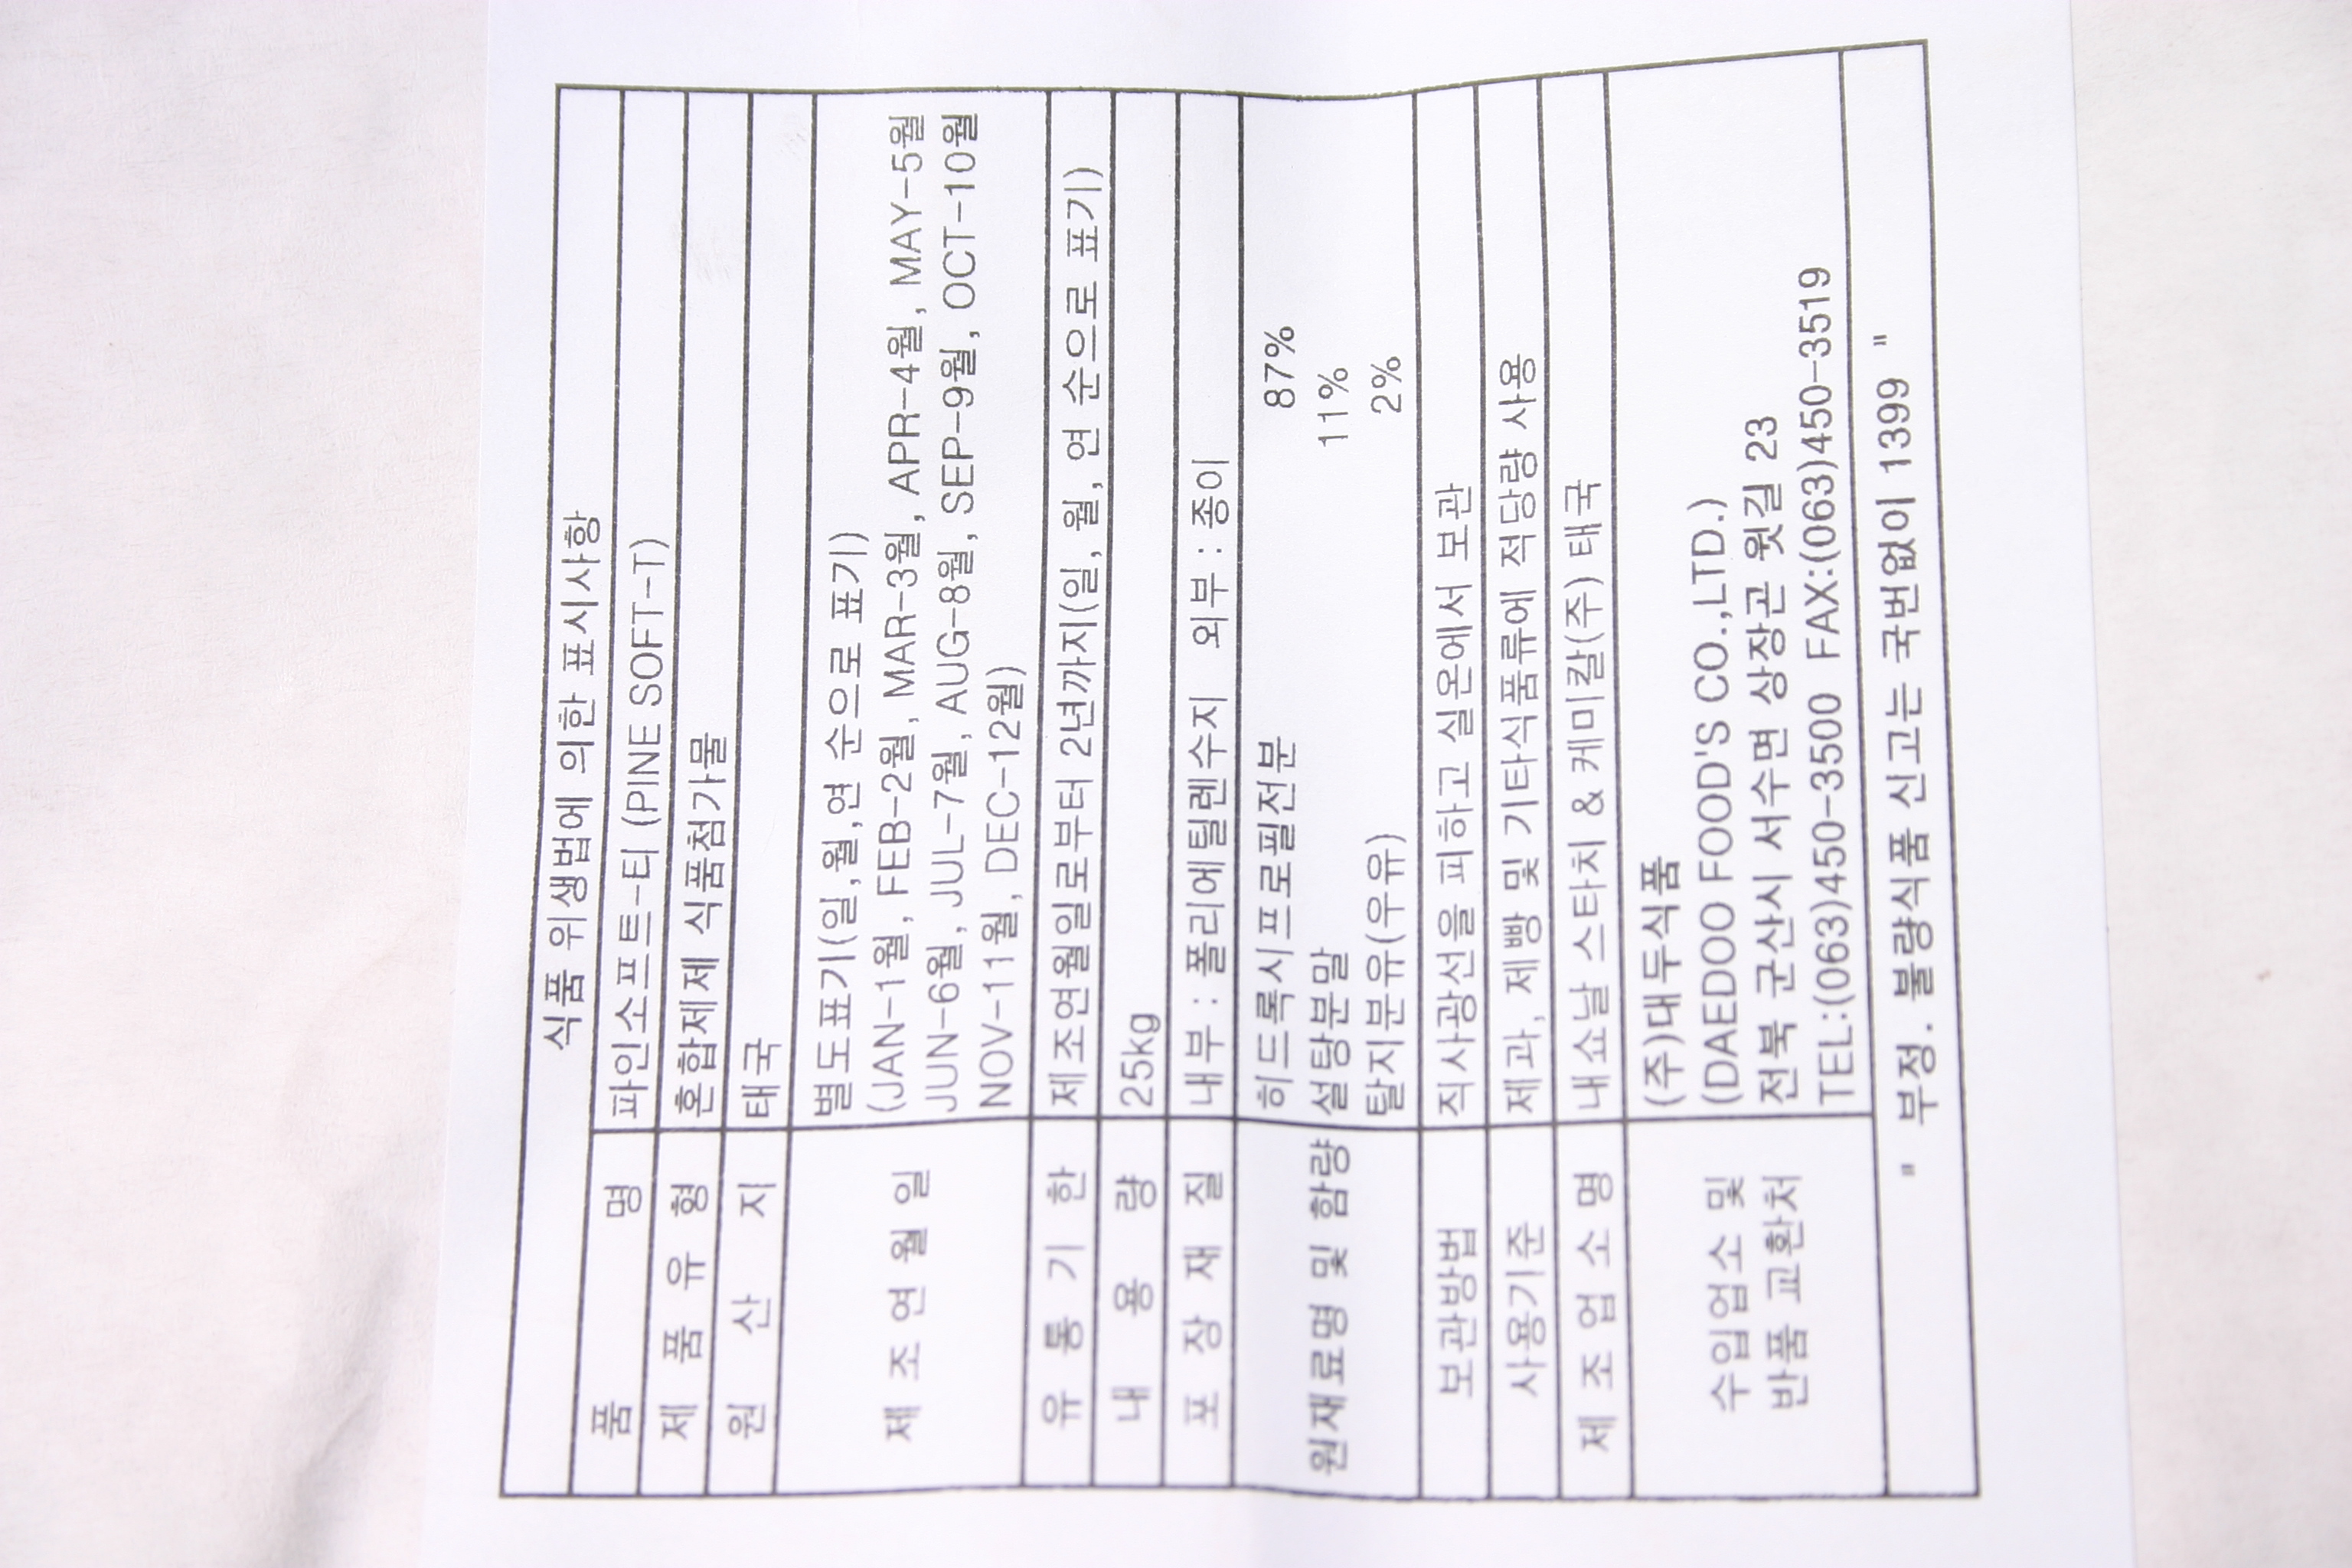 식품 위생법에 의한 표시사항
품 명 파인소프트-티 (PINE SOFT-T)
제 품 유 형 혼합제제 식품첨가물
원 산 지 태국
제 조 연 월 일 별도표기(일,월,연 순으로 표기)
(JAN-1월, FEB-2월, MAR-3월, APR-4월, MAY-5월
JUN-6월, JUL-7월, AUG-8월, SEP-9월, OCT-10월
NOV-11월, DEC-12월)
유 통 기 한 제조연월일로부터 2년까지(일, 월, 연 순으로 표기)
내 용 량 25kg
포 장 재 질 내부 : 폴리에틸렌수지 외부 : 종이
원재료명 및 함량 히드록시프로필전분 87%
설탕분말 11%
탈지분유(우유) 2%
보관방법 직사광선을 피하고 실온에서 보관
사용기준 제과, 제빵 및 기타식품류에 적당량 사용
제 조 업 소 명 내쇼날 스타치 & 케미칼(주) 태국
수입업소 및
반품 교환처
(주)대두식품
(DAEDOO FOOD'S CO.,LTD.)
전북 군산시 서수면 상장곤 윗길 23
TEL:(063)450-3500 FAX:(063)450-3519
" 부정. 불량식품 신고는 국번없이 1399 "